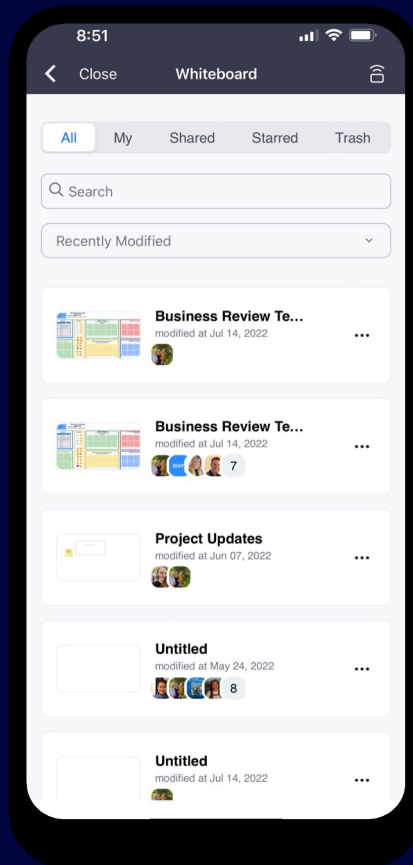 8:51
Close Whiteboard
All My Shared Starred Trash
Search
Recently Modified
Business Review Te...
modified at Jul 14, 2022
Business Review Te...
modified at Jul 14, 2022
zoom 7
Project Updates
modified at Jun 07, 2022
Untitled
modified at May 24, 2022
8
Untitled
modified at Jul 14, 2022